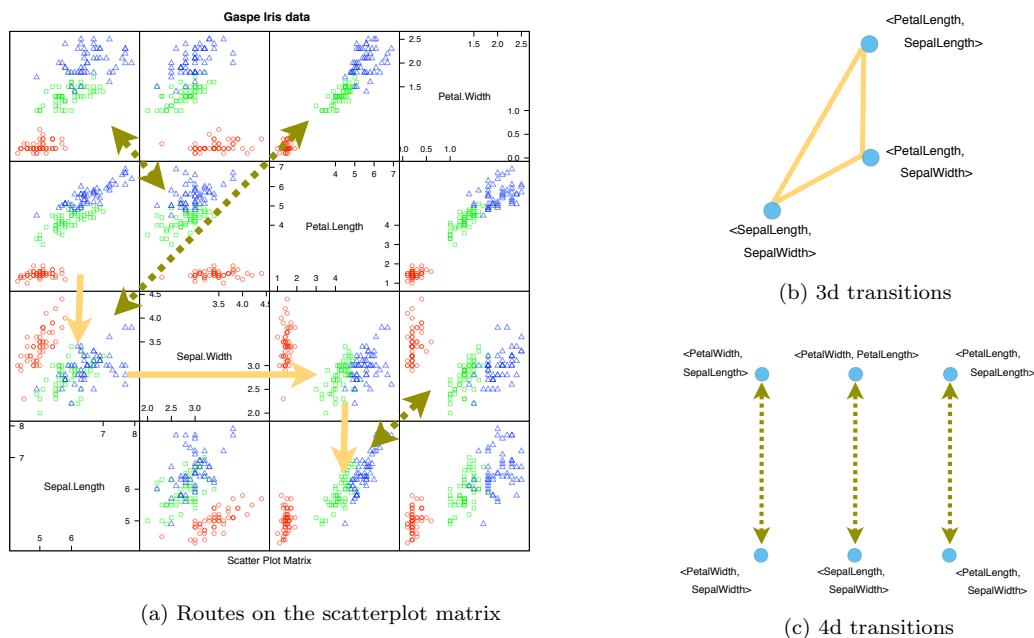 Gaspe Iris data
1.5 2.0 2.5
2.5
2.0
1.5
Petal.Width
1.0
0.5
0.0
0.0 0.5 1.0
7
6
5
4
4 5 6 7
Petal.Length
4
3
2
1
1 2 3 4
4.5
4.0
3.5
3.5 4.0 4.5
Sepal.Width
3.0
2.5
2.0
2.0 2.5 3.0
8
7
7 8
Sepal.Length
6
5
5 6
Scatter Plot Matrix
(a) Routes on the scatterplot matrix
<PetalLength,
SepalLength>
<PetalLength,
SepalWidth>
<SepalLength,
SepalWidth>
(b) 3d transitions
<PetalWidth,
SepalLength>
<PetalWidth, PetalLength>
<PetalLength,
SepalLength>
<PetalWidth,
SepalWidth>
<SepalLength,
SepalWidth>
<PetalLength,
SepalWidth>
(c) 4d transitions